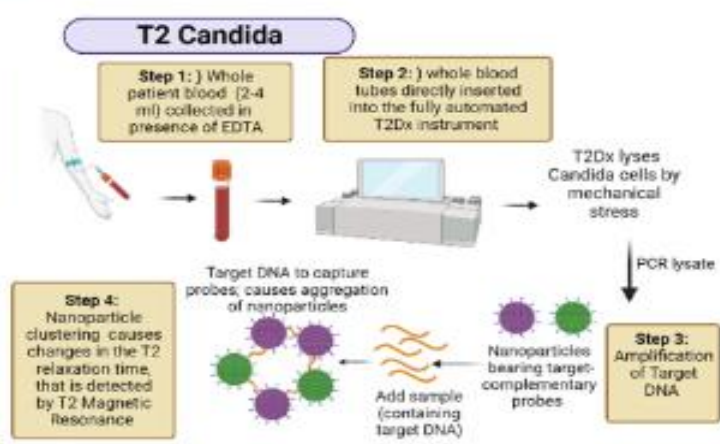 T2 Candida
Step 1: ) Whole
patient blood (2-4
ml) collected in
presence of EDTA
Step 2: ) whole blood
tubes directly inserted
into the fully automated
T2Dx instrument
T2Dx lyses
Candida cells by
mechanical
stress
PCR lysate
Step 3:
Amplification
of Target
DNA
Nanoparticles
bearing target-
complementary
probes
Add sample
(containing
target DNA)
Target DNA to capture
probes; causes aggregation
of nanoparticles
Step 4:
Nanoparticle
clustering causes
changes in the T2
relaxation time,
that is detected
by T2 Magnetic
Resonance